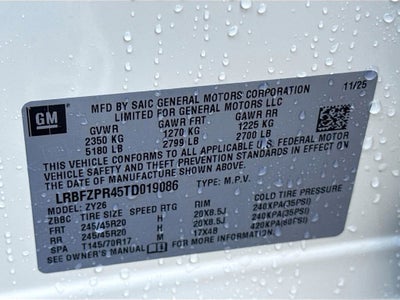 GM
MFD BY SAIC GENERAL MOTORS CORPORATION
LIMITED FOR GENERAL MOTORS LLC
11/25
GVWR GAWR FRT GAWR RR
2350 KG 1270 KG 1225 KG
5180 LB 2799 LB 2700 LB
THIS VEHICLE CONFORMS TO ALL APPLICABLE U.S. FEDERAL MOTOR
VEHICLE SAFETY AND THEFT PREVENTION STANDARDS IN EFFECT ON
THE DATE OF MANUFACTURE SHOWN ABOVE.
LRBFZPR45TD019086 TYPE: M.P.V.
MODEL: ZY26
ZBBC TIRE SIZE SPEED RTG RIM COLD TIRE PRESSURE
FRT 245/45R20 20X8.5J 240KPA(35PSI)
RR 245/45R20 20X8.5J 240KPA(35PSI)
SPA T145/70R17 17X4B 420KPA(60PSI)
SEE OWNER'S MANUAL FOR